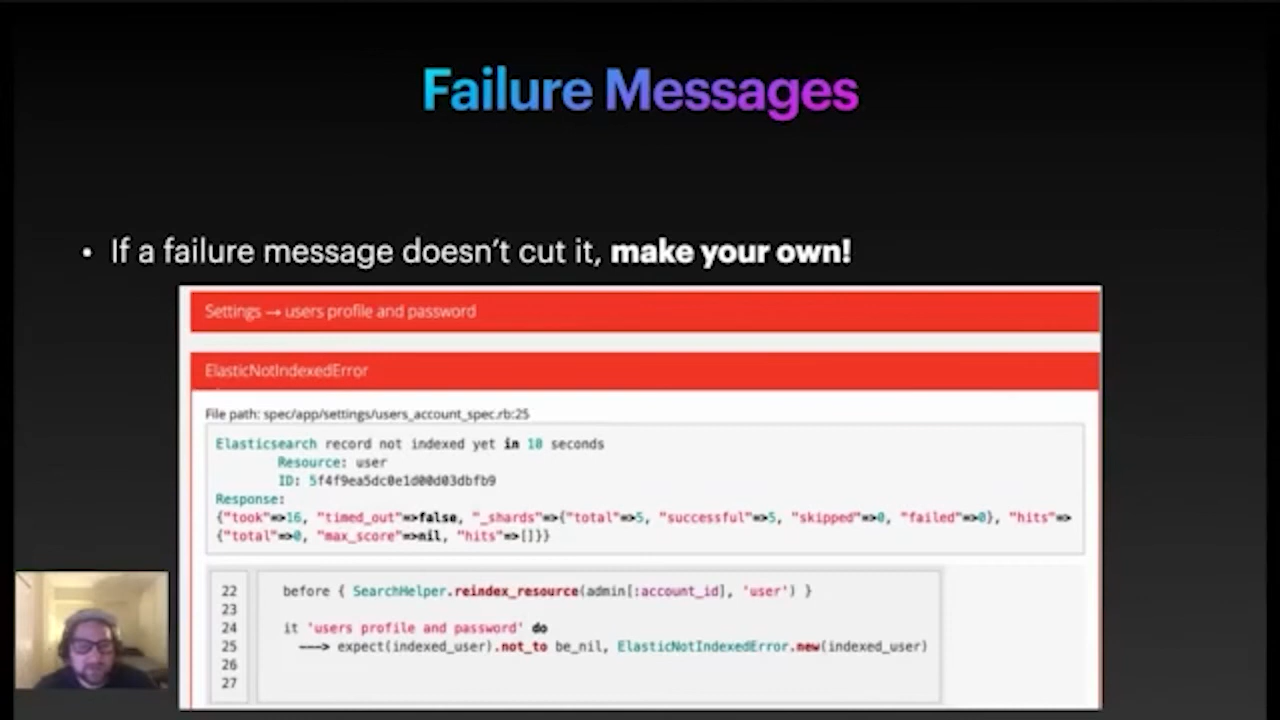 Failure Messages
• If a failure message doesn't cut it, make your own!
Settings → users profile and password
ElasticNotIndexedError
File path: spec/app/settings/users_account_spec.rb:25
Elasticsearch record not indexed yet in 10 seconds
Resource: user
ID: 5f4f9ea5dc0e1d00d03dbfb9
Response:
{"took"=>16, "timed_out"=>false, "_shards"=>{"total"=>5, "successful"=>5, "skipped"=>0, "failed"=>0}, "hits"=>
{"total"=>0, "max_score"=>nil, "hits"=>[]}}
22 before { SearchHelper.reindex_resource(admin[:account_id], 'user') }
23
24 it 'users profile and password' do
25 ---> expect(indexed_user).not_to be_nil, ElasticNotIndexedError.new(indexed_user)
26
27